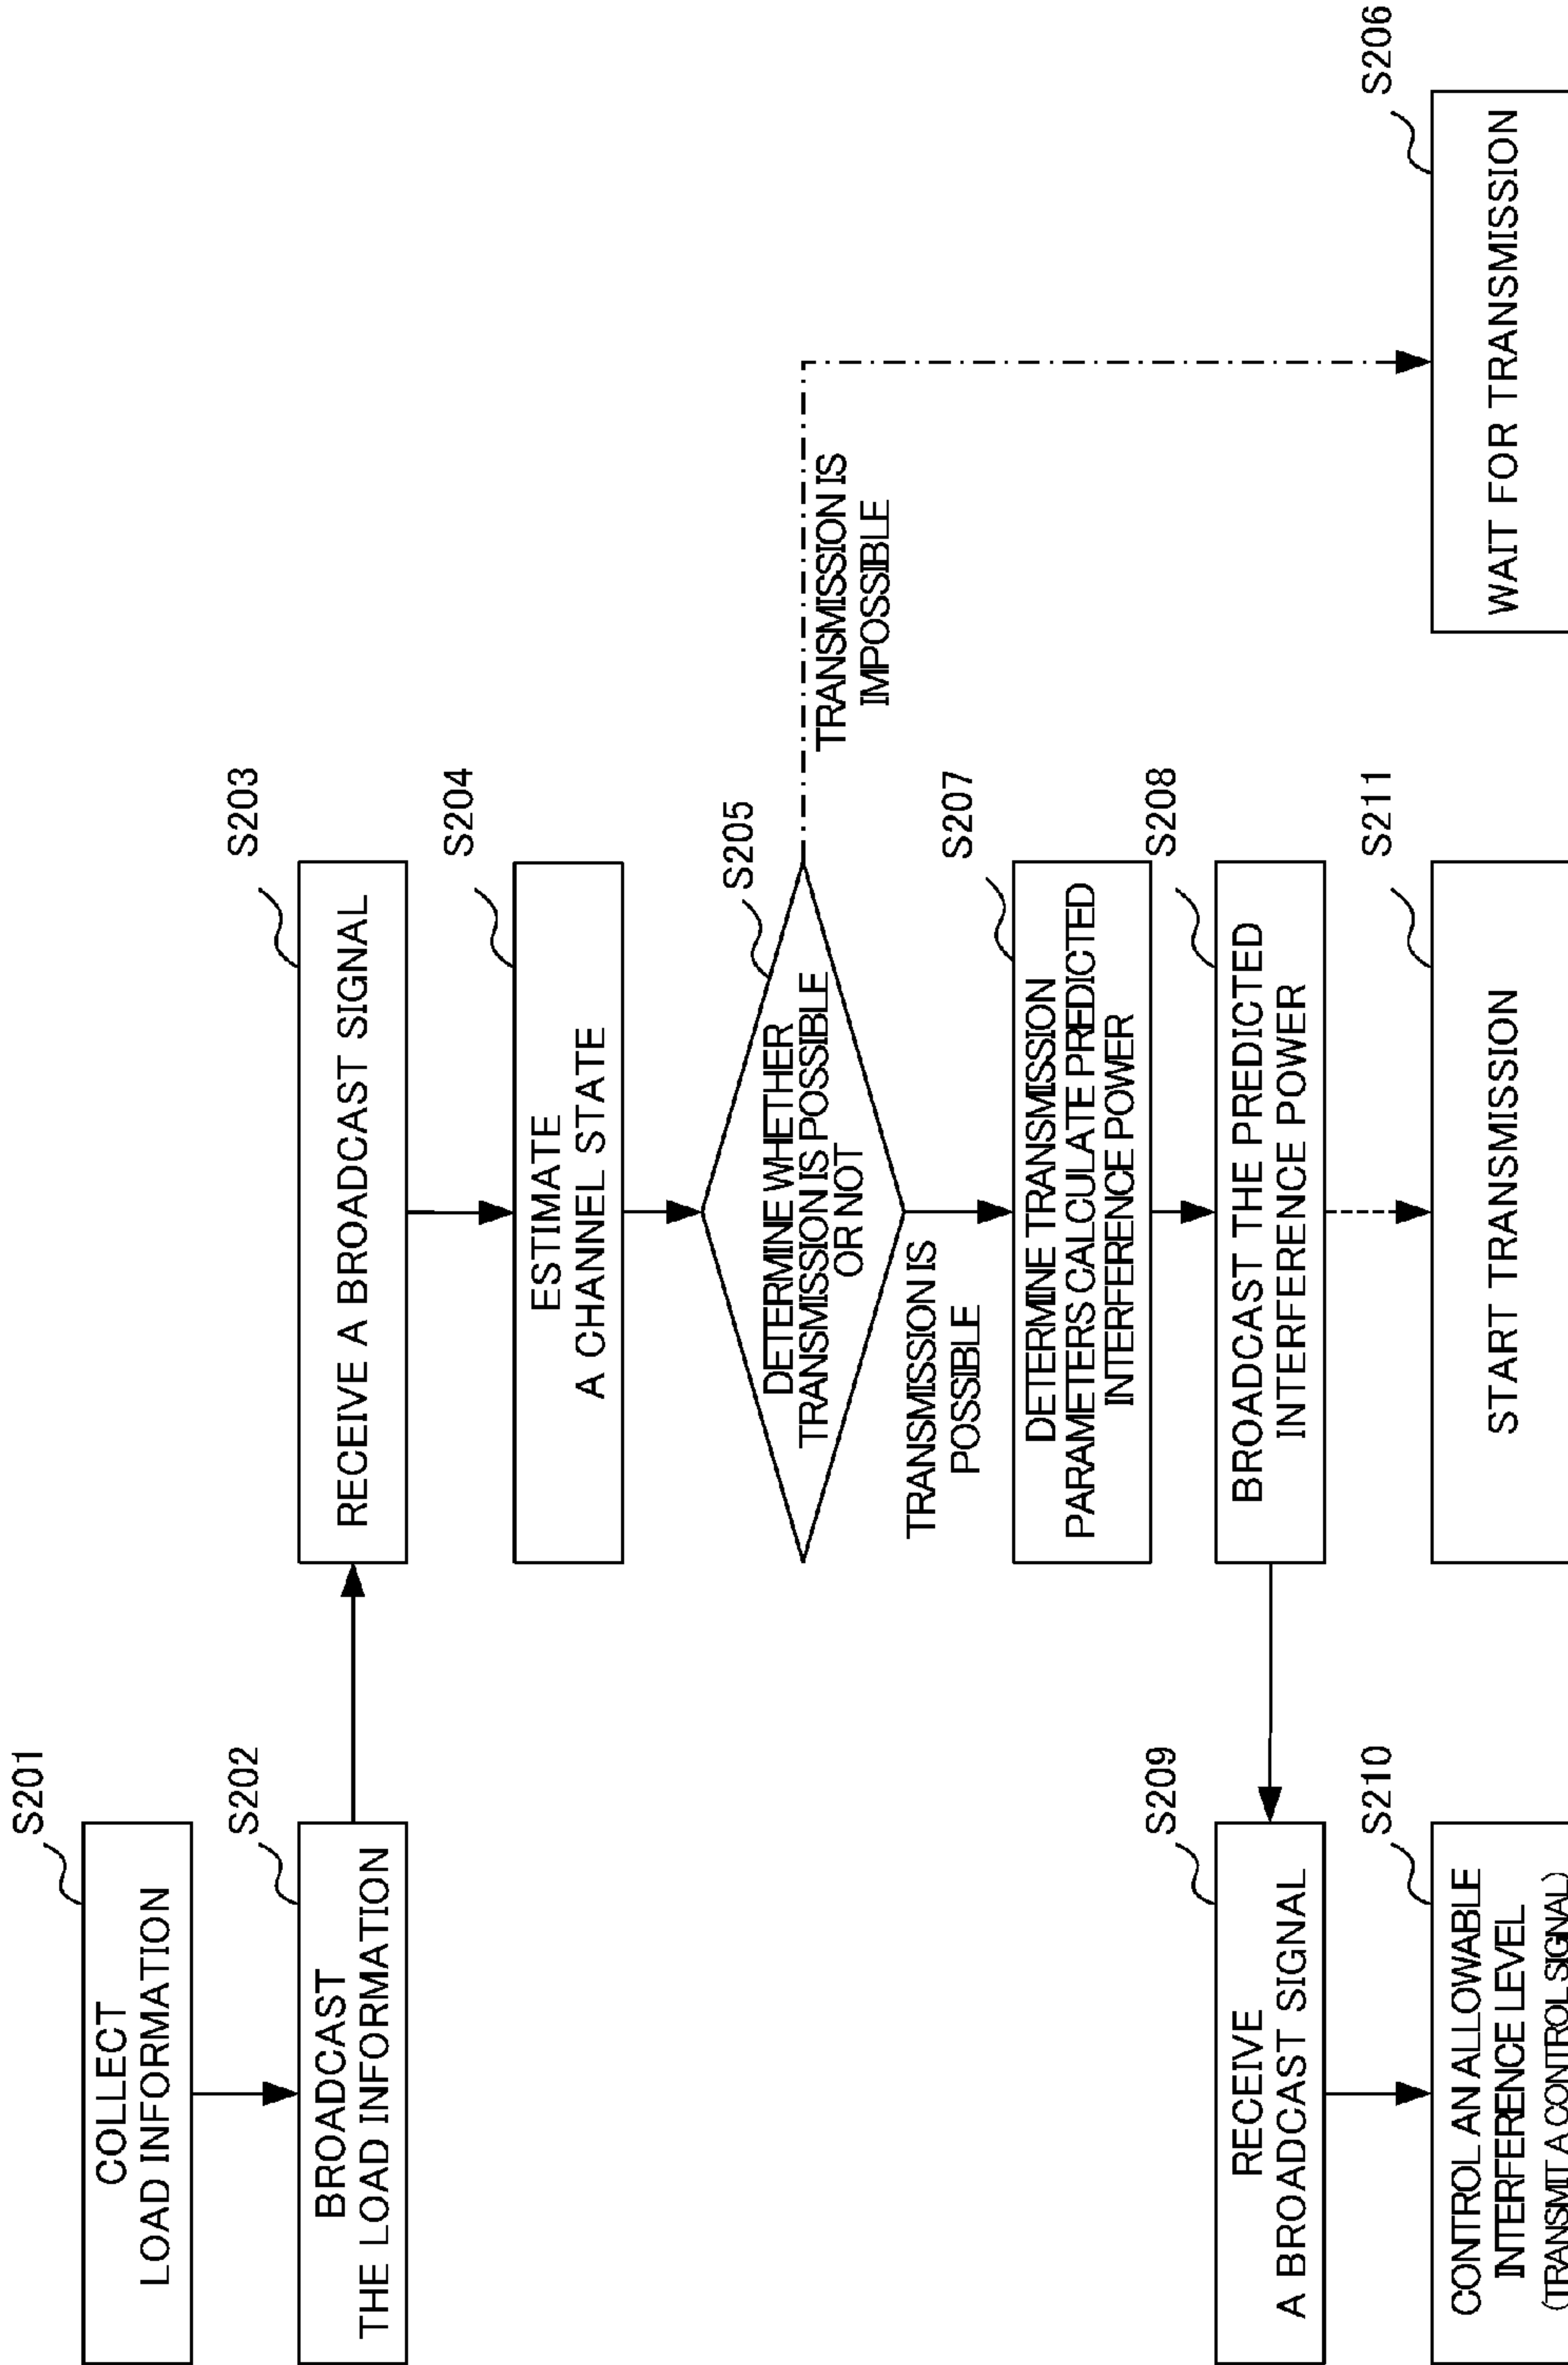 S201
COLLECT
LOAD INFORMATION
S202
BROADCAST
THE LOAD INFORMATION
S203
RECEIVE A BROADCAST SIGNAL
S204
ESTIMATE
A CHANNEL STATE
S205
DETERMINE WHETHER
TRANSMISSION IS POSSIBLE
OR NOT
TRANSMISSION IS
IMPOSSIBLE
S206
WAIT FOR TRANSMISSION
TRANSMISSION IS
POSSIBLE
S207
DETERMINE TRANSMISSION
PARAMETERS CALCULATE PREDICTED
INTERFERENCE POWER
S208
BROADCAST THE PREDICTED
INTERFERENCE POWER
S209
RECEIVE
A BROADCAST SIGNAL
S210
CONTROL AN ALLOWABLE
INTERFERENCE LEVEL
(TRANSMIT A CONTROL SIGNAL)
S211
START TRANSMISSION